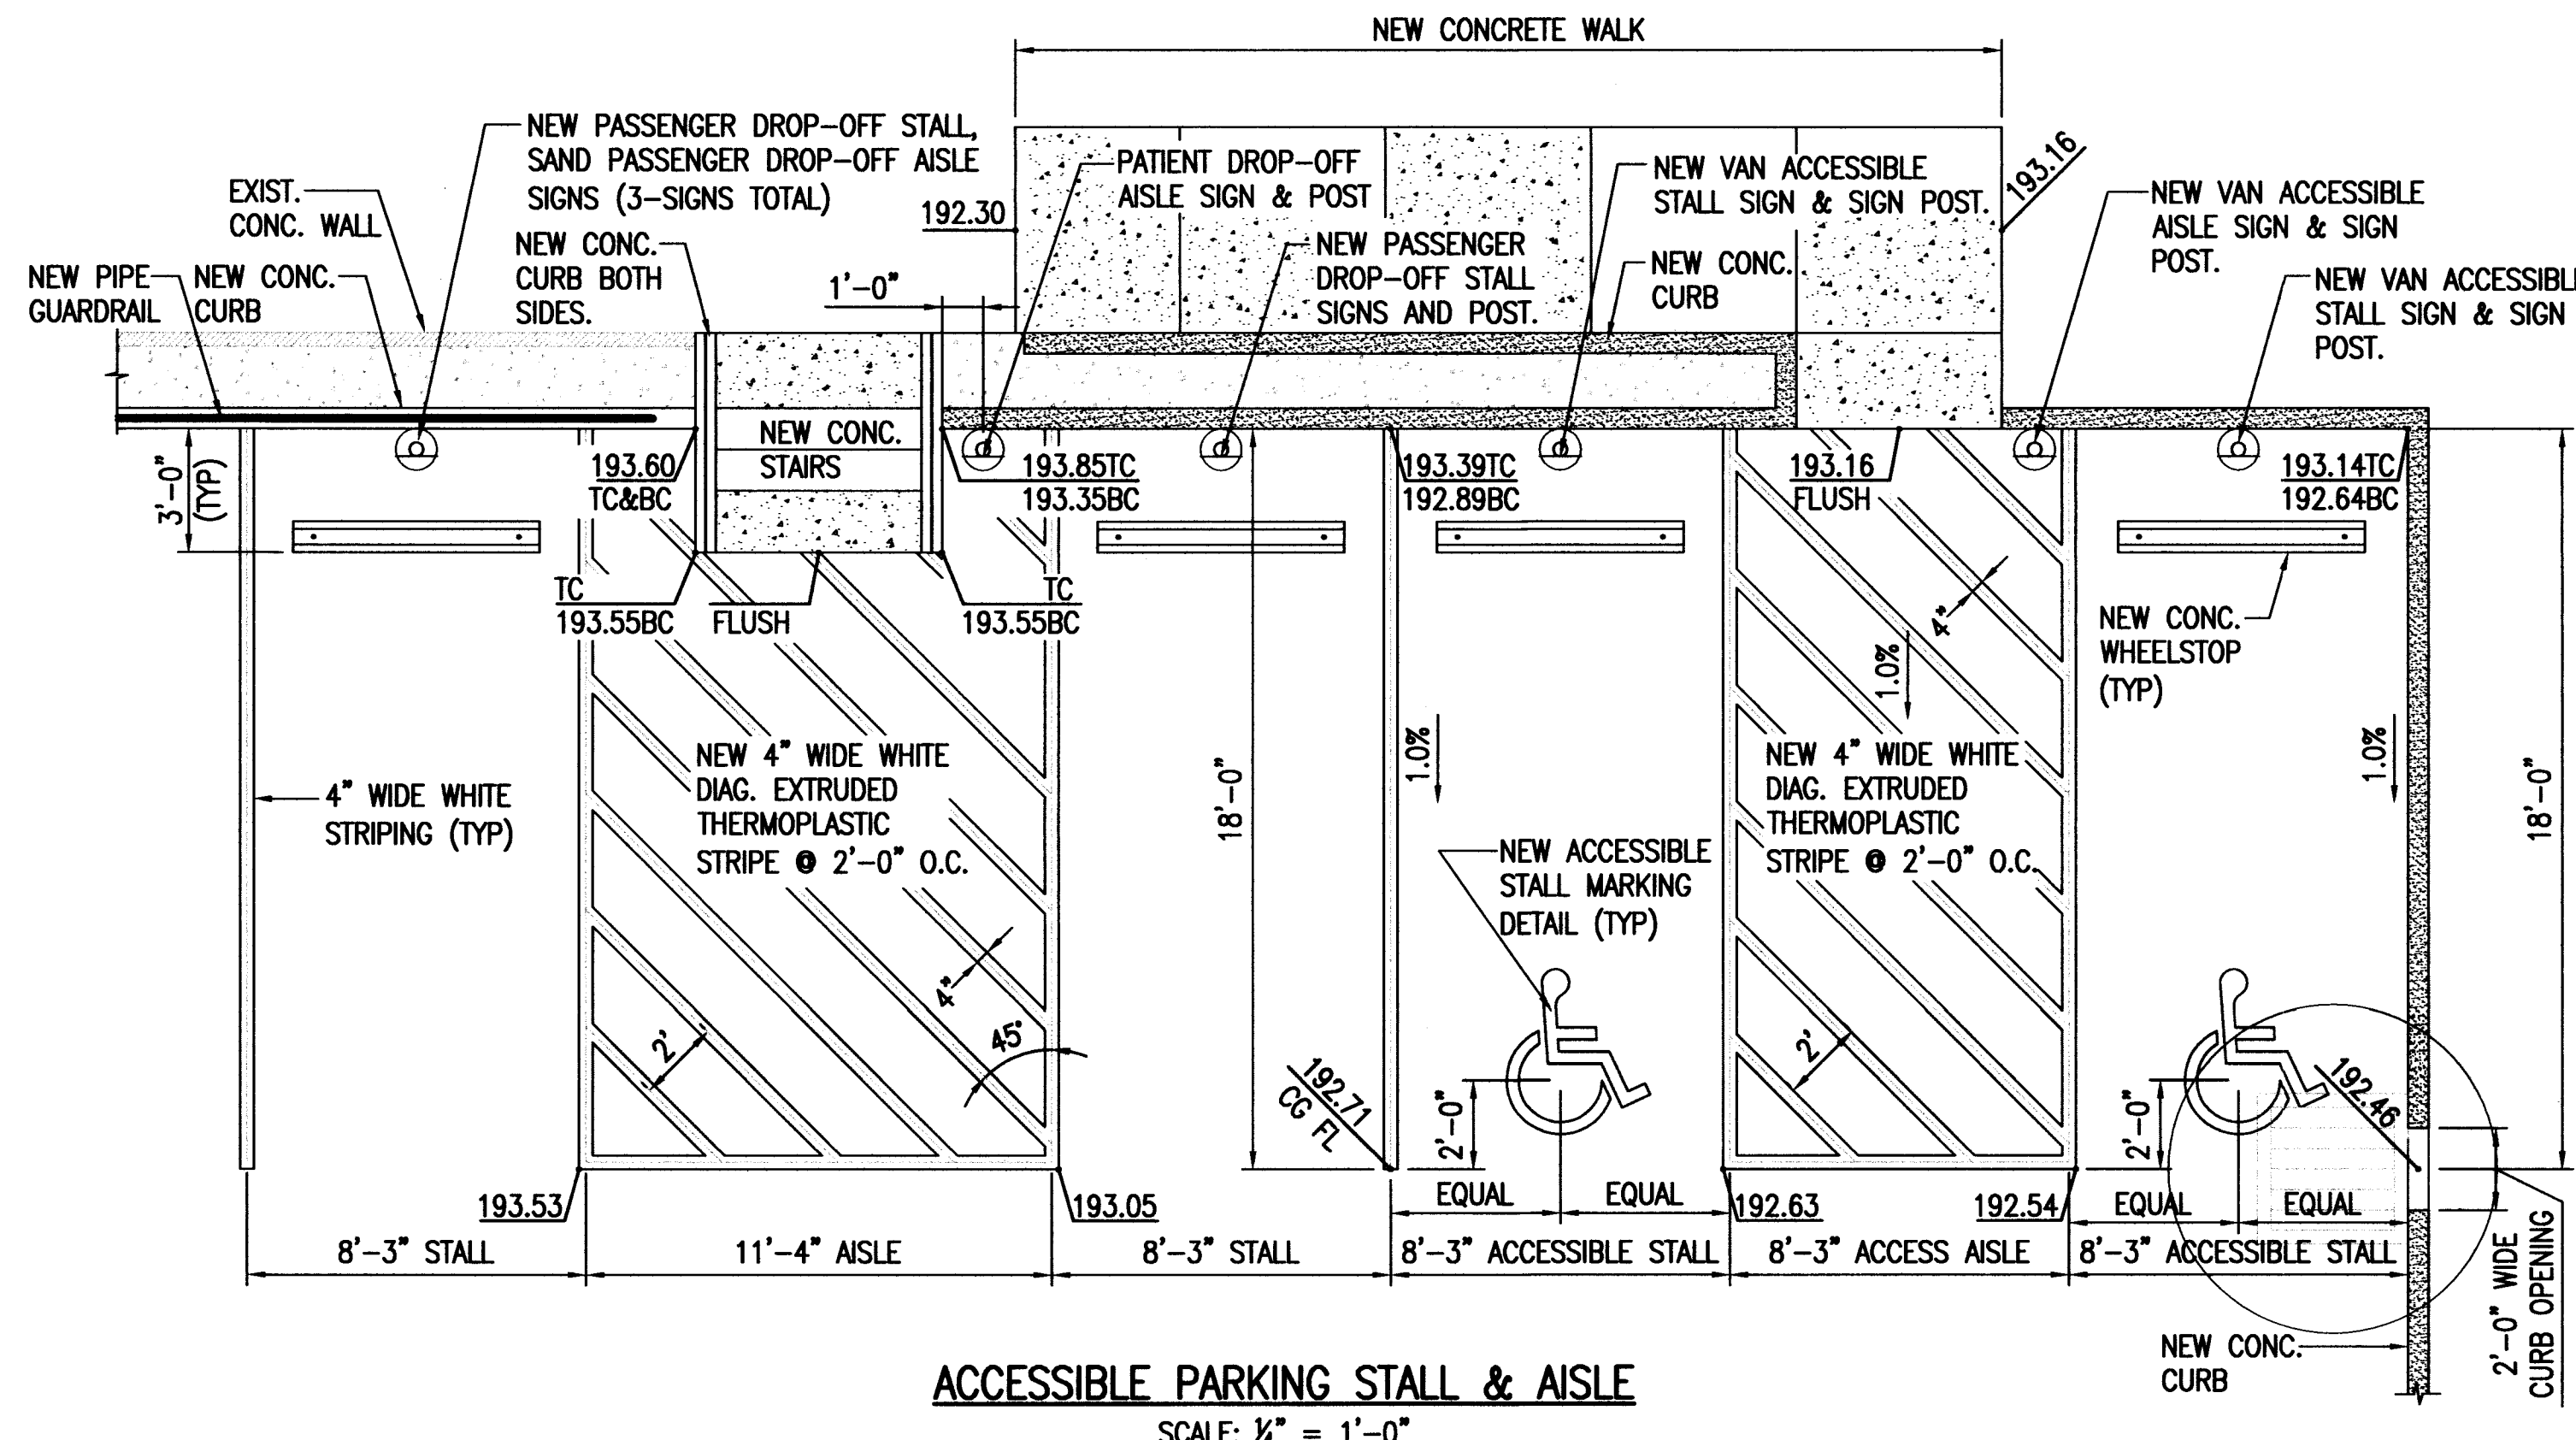 NEW CONCRETE WALK
NEW PASSENGER DROP-OFF STALL,
SAND PASSENGER DROP-OFF AISLE
SIGNS (3-SIGNS TOTAL)
EXIST.
CONC. WALL
NEW PIPE
GUARDRAIL
NEW CONC.
CURB
NEW CONC.
CURB BOTH
SIDES.
192.30
1'-0"
PATIENT DROP-OFF
AISLE SIGN & POST
NEW PASSENGER
DROP-OFF STALL
SIGNS AND POST.
NEW VAN ACCESSIBLE
STALL SIGN & SIGN POST.
NEW CONC.
CURB
193.16
NEW VAN ACCESSIBLE
AISLE SIGN & SIGN
POST.
NEW VAN ACCESSIBLE
STALL SIGN & SIGN
POST.
3'-0"
(TYP)
193.60
TC&BC
NEW CONC.
STAIRS
193.85TC
193.35BC
193.39TC
192.89BC
193.16
FLUSH
193.14TC
192.64BC
TC
193.55BC
FLUSH
TC
193.55BC
4"
1.0%
NEW CONC.
WHEELSTOP
(TYP)
4" WIDE WHITE
STRIPING (TYP)
NEW 4" WIDE WHITE
DIAG. EXTRUDED
THERMOPLASTIC
STRIPE @ 2'-0" O.C.
18'-0"
1.0%
NEW ACCESSIBLE
STALL MARKING
DETAIL (TYP)
NEW 4" WIDE WHITE
DIAG. EXTRUDED
THERMOPLASTIC
STRIPE @ 2'-0" O.C.
1.0%
18'-0"
4"
2'
45°
192.71
CG FL
2'-0"
2'
2'-0"
192.46
193.53
193.05
EQUAL
EQUAL
192.63
192.54
EQUAL
EQUAL
8'-3" STALL
11'-4" AISLE
8'-3" STALL
8'-3" ACCESSIBLE STALL
8'-3" ACCESS AISLE
8'-3" ACCESSIBLE STALL
2'-0" WIDE
CURB OPENING
NEW CONC.
CURB
ACCESSIBLE PARKING STALL & AISLE
SCALE: ¼" = 1'-0"